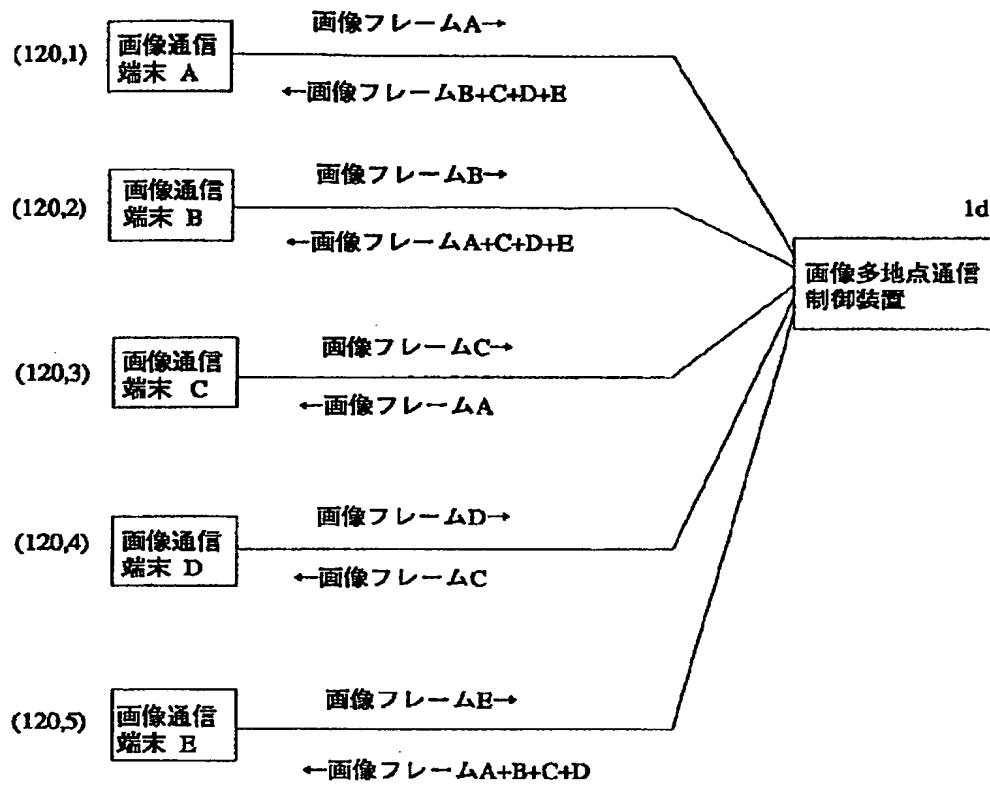 画像フレームA→
(120,1)
画像通信
端末 A
←画像フレームB+C+D+E
画像フレームB→
(120,2)
画像通信
端末 B
←画像フレームA+C+D+E
1d
画像多地点通信
制御装置
画像フレームC→
(120,3)
画像通信
端末 C
←画像フレームA
画像フレームD→
(120,4)
画像通信
端末 D
←画像フレームC
画像フレームE→
(120,5)
画像通信
端末 E
←画像フレームA+B+C+D